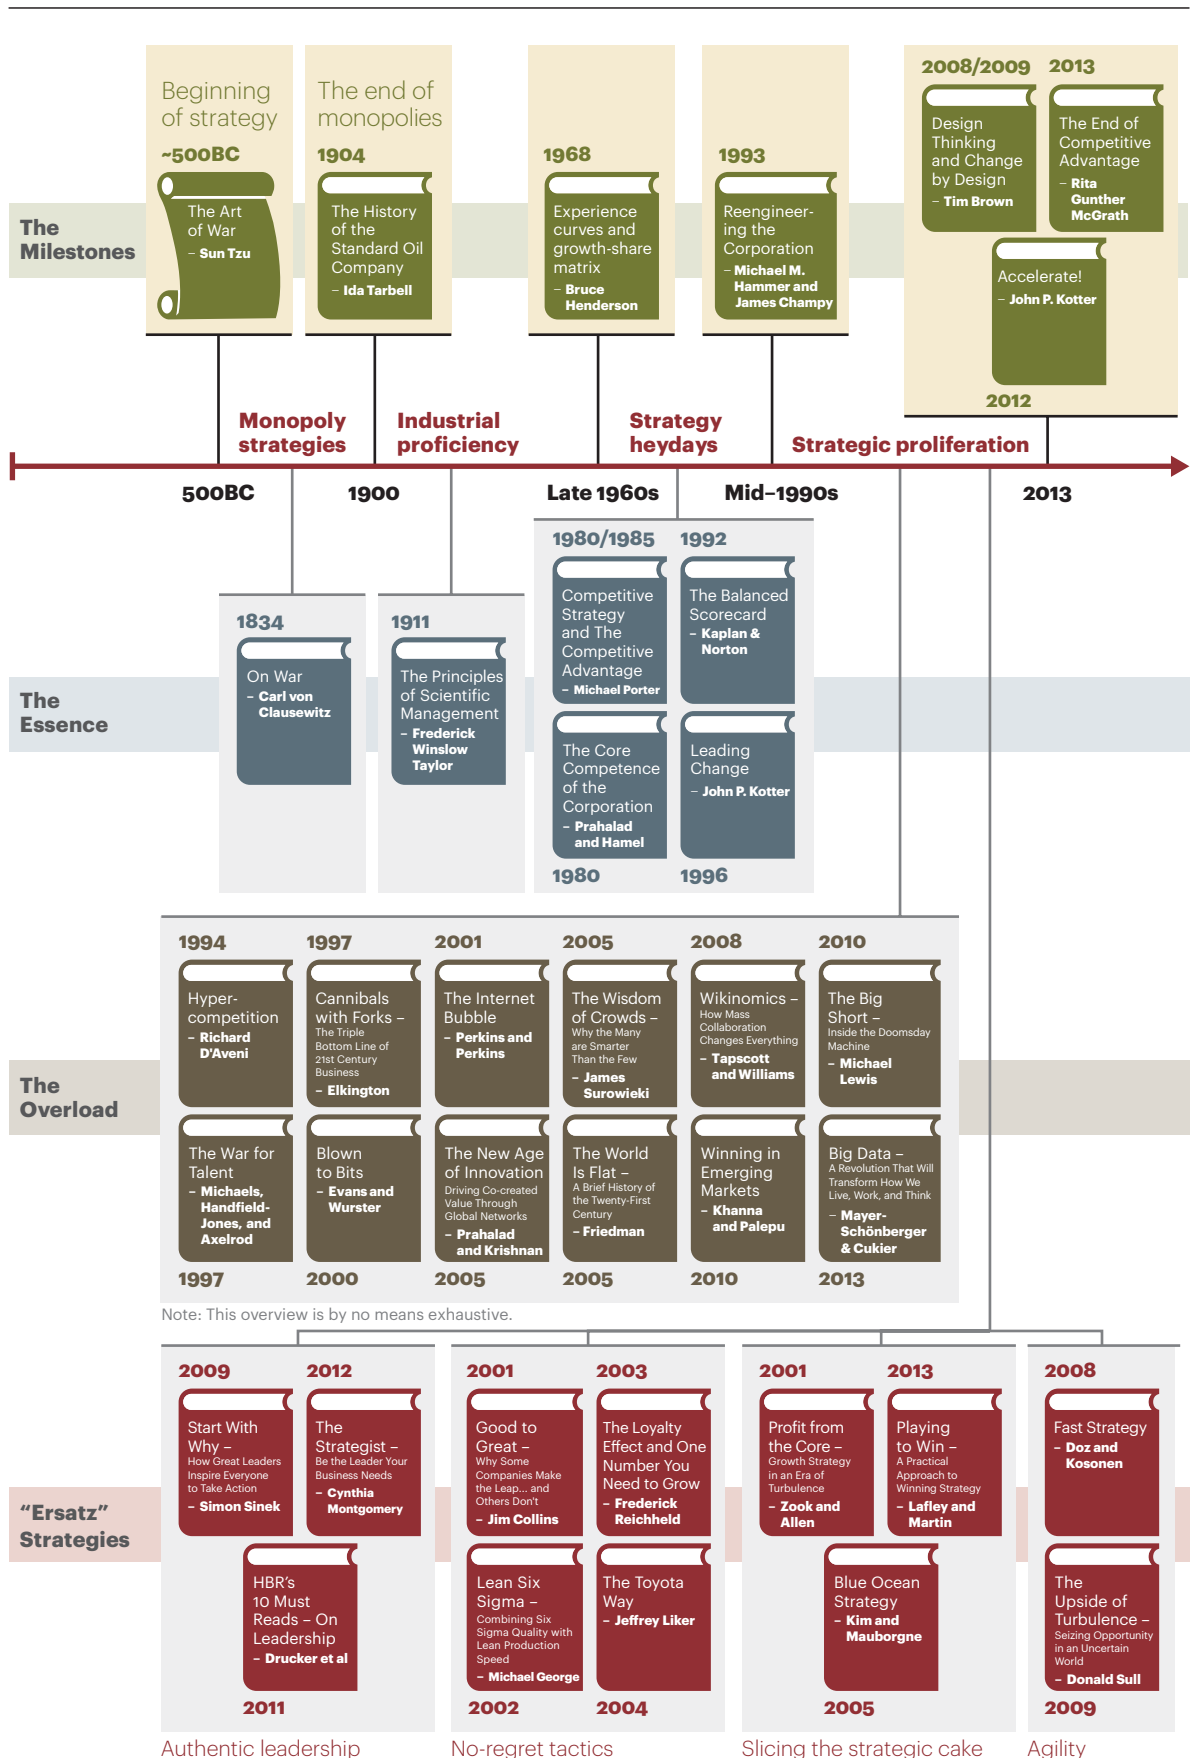 Beginning
of strategy
~500BC
The Art
of War
– Sun Tzu
The end of
monopolies
1904
The History
of the
Standard Oil
Company
– Ida Tarbell
1968
Experience
curves and
growth-share
matrix
– Bruce
Henderson
1993
Reengineer-
ing the
Corporation
– Michael M.
Hammer and
James Champy
2008/2009
Design
Thinking
and Change
by Design
– Tim Brown
2013
The End of
Competitive
Advantage
– Rita
Gunther
McGrath
Accelerate!
– John P. Kotter
2012
The
Milestones
Monopoly
strategies
Industrial
proficiency
Strategy
heydays
Strategic proliferation
500BC
1900
Late 1960s
Mid–1990s
2013
The
Essence
1834
On War
– Carl von
Clausewitz
1911
The Principles
of Scientific
Management
– Frederick
Winslow
Taylor
1980/1985
Competitive
Strategy
and The
Competitive
Advantage
– Michael Porter
1992
The Balanced
Scorecard
– Kaplan &
Norton
The Core
Competence
of the
Corporation
– Prahalad
and Hamel
1980
Leading
Change
– John P. Kotter
1996
The
Overload
1994
Hyper-
competition
– Richard
D'Aveni
1997
Cannibals
with Forks –
The Triple
Bottom Line of
21st Century
Business
– Elkington
2001
The Internet
Bubble
– Perkins and
Perkins
2005
The Wisdom
of Crowds –
Why the Many
are Smarter
Than the Few
– James
Surowieki
2008
Wikinomics –
How Mass
Collaboration
Changes Everything
– Tapscott
and Williams
2010
The Big
Short –
Inside the Doomsday
Machine
– Michael
Lewis
The War for
Talent
– Michaels,
Handfield-
Jones, and
Axelrod
1997
Blown
to Bits
– Evans and
Wurster
2000
The New Age
of Innovation
Driving Co-created
Value Through
Global Networks
– Prahalad
and Krishnan
2005
The World
Is Flat –
A Brief History of
the Twenty-First
Century
– Friedman
2005
Winning in
Emerging
Markets
– Khanna
and Palepu
2010
Big Data –
A Revolution That Will
Transform How We
Live, Work, and Think
– Mayer-
Schönberger
& Cukier
2013
Note: This overview is by no means exhaustive.
“Ersatz”
Strategies
2009
Start With
Why –
How Great Leaders
Inspire Everyone
to Take Action
– Simon Sinek
2012
The
Strategist –
Be the Leader Your
Business Needs
– Cynthia
Montgomery
HBR’s
10 Must
Reads – On
Leadership
– Drucker et al
2011
Authentic leadership
2001
Good to
Great –
Why Some
Companies Make
the Leap... and
Others Don't
– Jim Collins
2003
The Loyalty
Effect and One
Number You
Need to Grow
– Frederick
Reichheld
Lean Six
Sigma –
Combining Six
Sigma Quality with
Lean Production
Speed
– Michael George
2002
The Toyota
Way
– Jeffrey Liker
2004
No-regret tactics
2001
Profit from
the Core –
Growth Strategy
in an Era of
Turbulence
– Zook and
Allen
2013
Playing
to Win –
A Practical
Approach to
Winning Strategy
– Lafley and
Martin
Blue Ocean
Strategy
– Kim and
Mauborgne
2005
Slicing the strategic cake
2008
Fast Strategy
– Doz and
Kosonen
The
Upside of
Turbulence –
Seizing Opportunity
in an Uncertain
World
– Donald Sull
2009
Agility